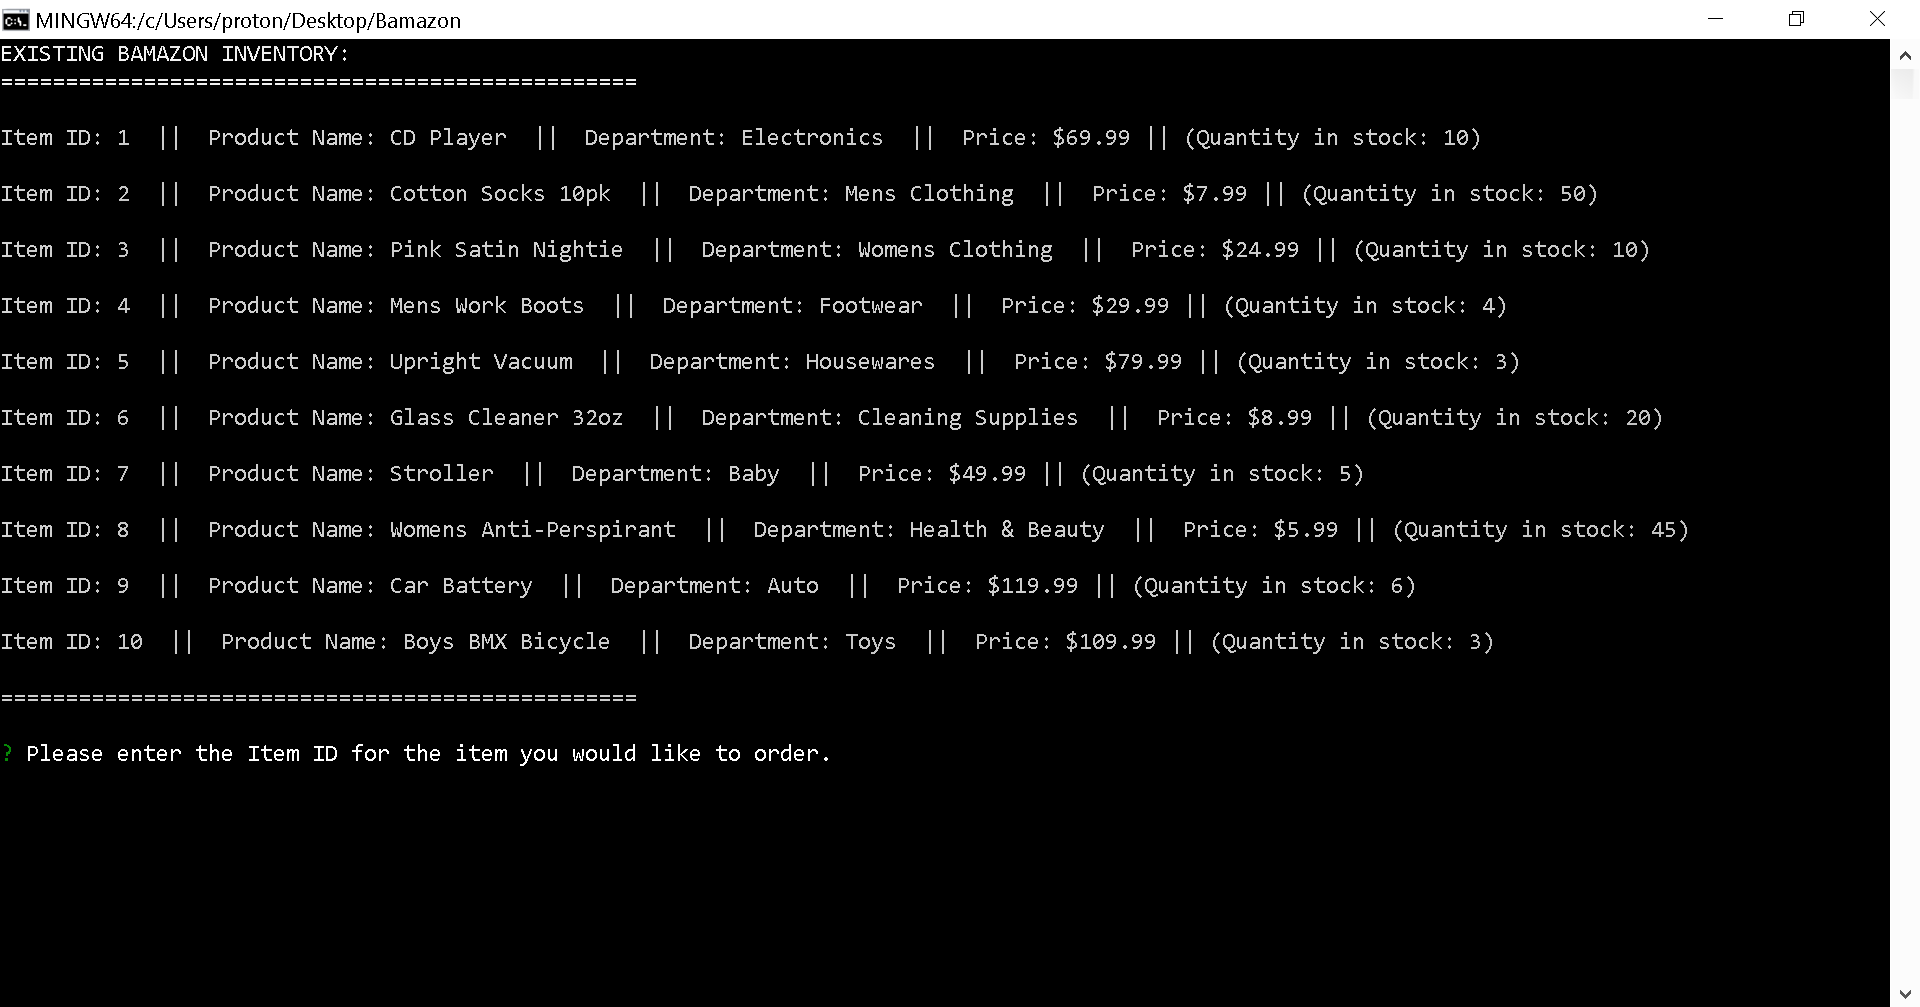 MINGW64:/c/Users/proton/Desktop/Bamazon
EXISTING BAMAZON INVENTORY:
=================================================
Item ID: 1  ||  Product Name: CD Player  ||  Department: Electronics  ||  Price: $69.99 || (Quantity in stock: 10)
Item ID: 2  ||  Product Name: Cotton Socks 10pk  ||  Department: Mens Clothing  ||  Price: $7.99 || (Quantity in stock: 50)
Item ID: 3  ||  Product Name: Pink Satin Nightie  ||  Department: Womens Clothing  ||  Price: $24.99 || (Quantity in stock: 10)
Item ID: 4  ||  Product Name: Mens Work Boots  ||  Department: Footwear  ||  Price: $29.99 || (Quantity in stock: 4)
Item ID: 5  ||  Product Name: Upright Vacuum  ||  Department: Housewares  ||  Price: $79.99 || (Quantity in stock: 3)
Item ID: 6  ||  Product Name: Glass Cleaner 32oz  ||  Department: Cleaning Supplies  ||  Price: $8.99 || (Quantity in stock: 20)
Item ID: 7  ||  Product Name: Stroller  ||  Department: Baby  ||  Price: $49.99 || (Quantity in stock: 5)
Item ID: 8  ||  Product Name: Womens Anti-Perspirant  ||  Department: Health & Beauty  ||  Price: $5.99 || (Quantity in stock: 45)
Item ID: 9  ||  Product Name: Car Battery  ||  Department: Auto  ||  Price: $119.99 || (Quantity in stock: 6)
Item ID: 10  ||  Product Name: Boys BMX Bicycle  ||  Department: Toys  ||  Price: $109.99 || (Quantity in stock: 3)
=================================================
? Please enter the Item ID for the item you would like to order.